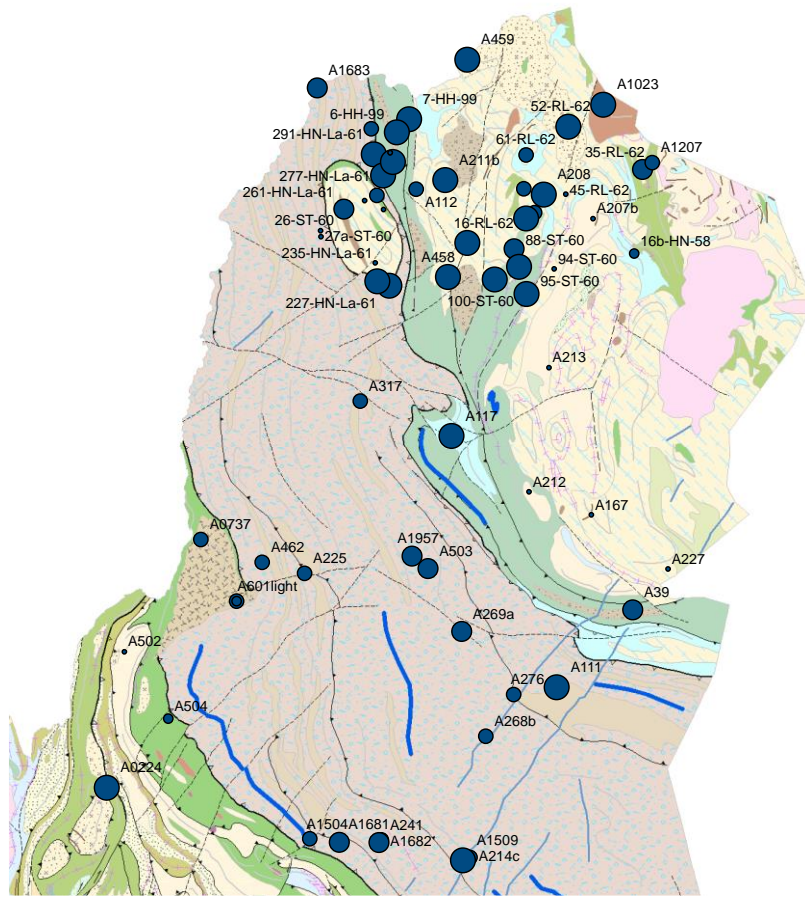 A459
A1683
7-HH-99
A1023
6-HH-99
52-RL-62
291-HN-La-61
61-RL-62
A1207
35-RL-62
277-HN-La-61
A211b
A208
261-HN-La-61
45-RL-62
A112
26-ST-60
16-RL-62
A207b
27a-ST-60
88-ST-60
16b-HN-58
235-HN-La-61
A458
94-ST-60
95-ST-60
227-HN-La-61
100-ST-60
A213
A317
A117
A212
A167
A0737
A462
A1957
A503
A225
A227
A601light
A39
A269a
A502
A276
A111
A504
A268b
A0224
A1504
A1681
A241
A1682
A1509
A214c